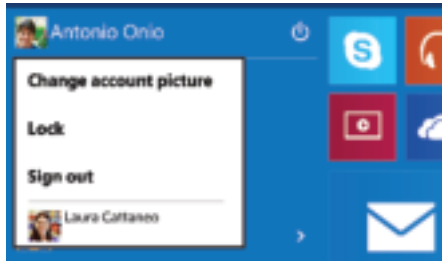 Antonio Onio
Change account picture
Lock
Sign out
Laura Cattaneo